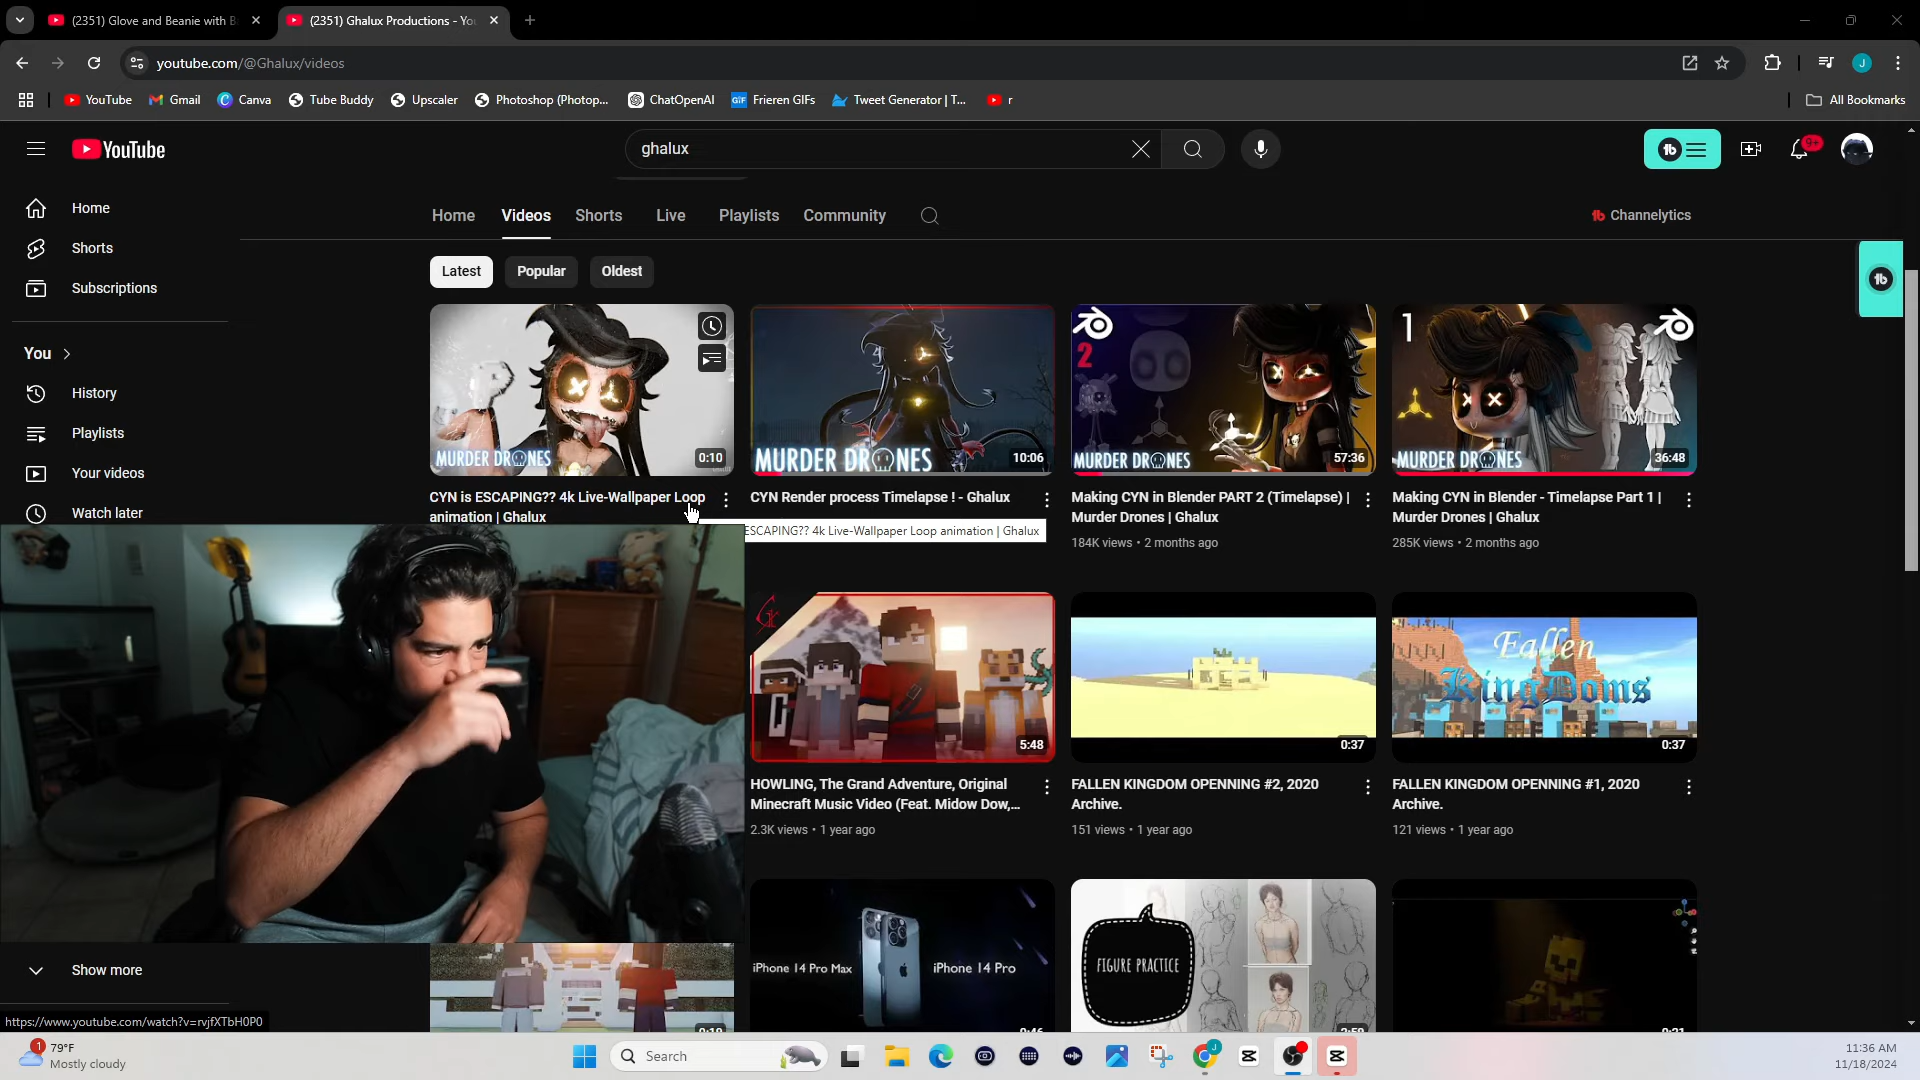 (2351) Glove and Beanie with B
(2351) Ghalux Productions - You
youtube.com/@Ghalux/videos
YouTube
Gmail
Canva
Tube Buddy
Upscaler
Photoshop (Photop...
ChatOpenAI
GIF
Frieren GIFs
Tweet Generator | T...
r
All Bookmarks
J
YouTube
ghalux
tb
9+
Home
Videos
Shorts
Live
Playlists
Community
tb Channelytics
Home
Shorts
Subscriptions
You
History
Playlists
Your videos
Watch later
Show more
Latest
Popular
Oldest
tb
MURDER DRONES
0:10
MURDER DRONES
10:06
2
MURDER DRONES
57:36
1
MURDER DRONES
36:48
CYN is ESCAPING?? 4k Live-Wallpaper Loop
animation | Ghalux
CYN Render process Timelapse ! - Ghalux
ESCAPING?? 4k Live-Wallpaper Loop animation | Ghalux
Making CYN in Blender PART 2 (Timelapse) |
Murder Drones | Ghalux
184K views • 2 months ago
Making CYN in Blender - Timelapse Part 1 |
Murder Drones | Ghalux
285K views • 2 months ago
5:48
0:37
Fallen
KingDoms
0:37
HOWLING, The Grand Adventure, Original
Minecraft Music Video (Feat. Midow Dow,...
2.3K views • 1 year ago
FALLEN KINGDOM OPENNING #2, 2020
Archive.
151 views • 1 year ago
FALLEN KINGDOM OPENNING #1, 2020
Archive.
121 views • 1 year ago
iPhone 14 Pro Max
iPhone 14 Pro
FIGURE PRACTICE
https://www.youtube.com/watch?v=rvjfXTbH0P0
1
79°F
Mostly cloudy
Search
J
11:36 AM
11/18/2024